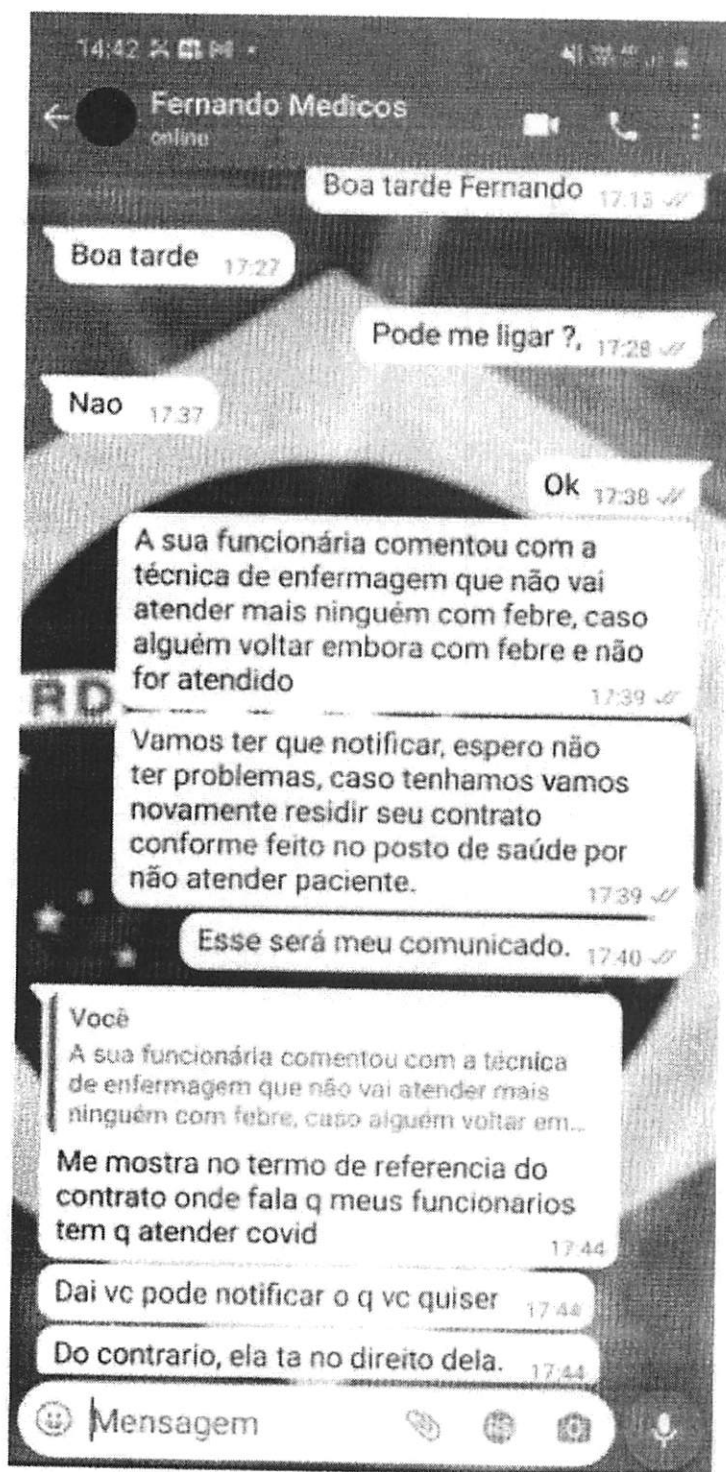 14:42
Fernando Medicos
online
Boa tarde Fernando 17:13
Boa tarde 17:27
Pode me ligar ?, 17:28
Nao 17:37
Ok 17:38
A sua funcionária comentou com a
técnica de enfermagem que não vai
atender mais ninguém com febre, caso
alguém voltar embora com febre e não
for atendido
17:39
RD
Vamos ter que notificar, espero não
ter problemas, caso tenhamos vamos
novamente residir seu contrato
conforme feito no posto de saúde por
não atender paciente.
17:39
Esse será meu comunicado. 17:40
Você
A sua funcionária comentou com a técnica
de enfermagem que não vai atender mais
ninguém com febre, caso alguém voltar em...
Me mostra no termo de referencia do
contrato onde fala q meus funcionarios
tem q atender covid
17:44
Dai vc pode notificar o q vc quiser 17:44
Do contrario, ela ta no direito dela. 17:44
Mensagem